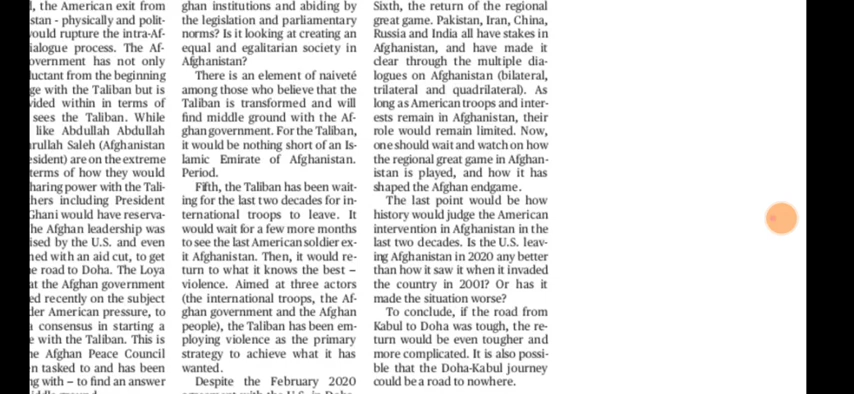 , the American exit from
stan - physically and polit-
would rupture the intra-Af-
ialogue process. The Af-
overnment has not only
luctant from the beginning
ge with the Taliban but is
vided within in terms of
sees the Taliban. While
like Abdullah Abdullah
rullah Saleh (Afghanistan
esident) are on the extreme
terms of how they would
haring power with the Tali-
hers including President
Ghani would have reserva-
he Afghan leadership was
ised by the U.S. and even
ned with an aid cut, to get
e road to Doha. The Loya
at the Afghan government
ed recently on the subject
der American pressure, to
a consensus in starting a
e with the Taliban. This is
he Afghan Peace Council
n tasked to and has been
ng with – to find an answer
ghan institutions and abiding by
the legislation and parliamentary
norms? Is it looking at creating an
equal and egalitarian society in
Afghanistan?
There is an element of naiveté
among those who believe that the
Taliban is transformed and will
find middle ground with the Af-
ghan government. For the Taliban,
it would be nothing short of an Is-
lamic Emirate of Afghanistan.
Period.
Fifth, the Taliban has been wait-
ing for the last two decades for in-
ternational troops to leave. It
would wait for a few more months
to see the last American soldier ex-
it Afghanistan. Then, it would re-
turn to what it knows the best –
violence. Aimed at three actors
(the international troops, the Af-
ghan government and the Afghan
people), the Taliban has been em-
ploying violence as the primary
strategy to achieve what it has
wanted.
Despite the February 2020
Sixth, the return of the regional
great game. Pakistan, Iran, China,
Russia and India all have stakes in
Afghanistan, and have made it
clear through the multiple dia-
logues on Afghanistan (bilateral,
trilateral and quadrilateral). As
long as American troops and inter-
ests remain in Afghanistan, their
role would remain limited. Now,
one should wait and watch on how
the regional great game in Afghan-
istan is played, and how it has
shaped the Afghan endgame.
The last point would be how
history would judge the American
intervention in Afghanistan in the
last two decades. Is the U.S. leav-
ing Afghanistan in 2020 any better
than how it saw it when it invaded
the country in 2001? Or has it
made the situation worse?
To conclude, if the road from
Kabul to Doha was tough, the re-
turn would be even tougher and
more complicated. It is also possi-
ble that the Doha-Kabul journey
could be a road to nowhere.